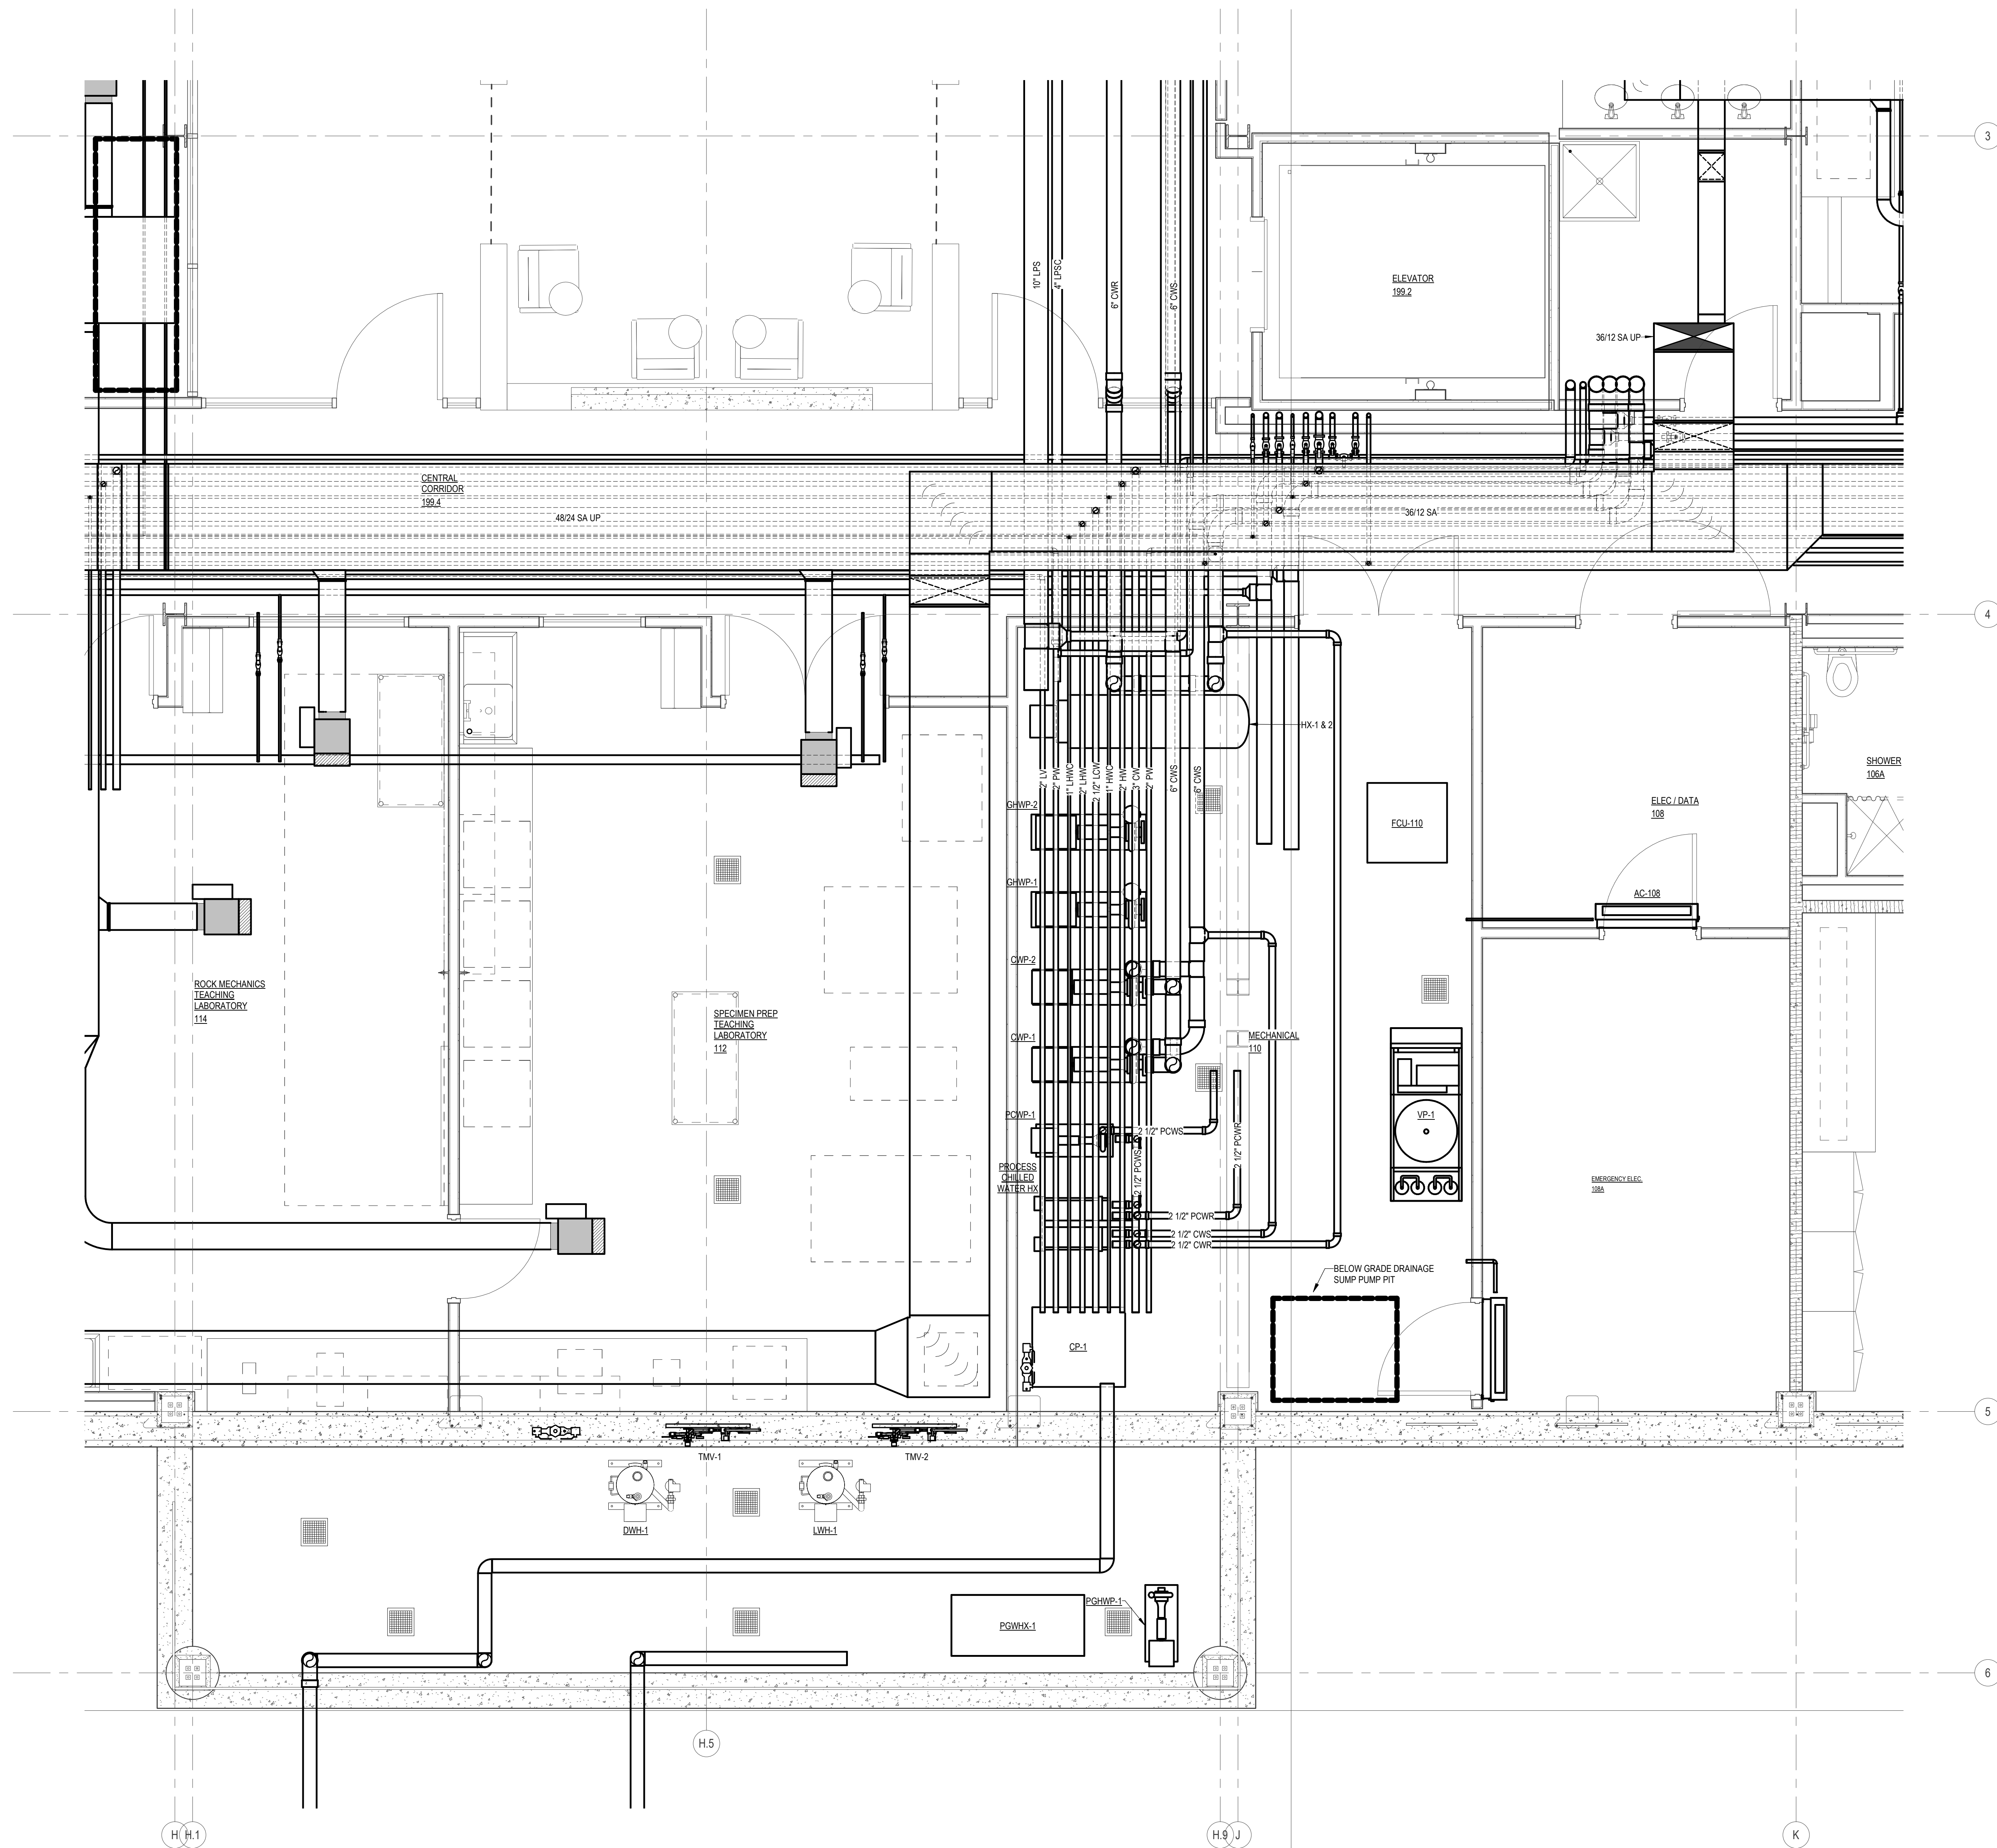 3
10" LPS
4" LPSC
6" CWR
6" CWS
ELEVATOR
199.2
36/12 SA UP
CENTRAL
CORRIDOR
199.4
48/24 SA UP
36/12 SA
4
HX-1 & 2
2" LV
2" PW
1" LHWC
2" LHW
2 1/2" LCW
1" HWC
2" HW
3" CW
2" PW
6" CWS
6" CWS
SHOWER
106A
GHWP-2
ELEC / DATA
108
FCU-110
GHWP-1
AC-108
CWP-2
ROCK MECHANICS
TEACHING
LABORATORY
114
SPECIMEN PREP
TEACHING
LABORATORY
112
CWP-1
MECHANICAL
110
PCWP-1
2 1/2" PCWS
VP-1
2 1/2" PCWR
2 1/2" PCWS
PROCESS
CHILLED
WATER HX
EMERGENCY ELEC.
108A
2 1/2" PCWR
2 1/2" CWS
2 1/2" CWR
BELOW GRADE DRAINAGE
SUMP PUMP PIT
CP-1
5
TMV-1
TMV-2
DWH-1
LWH-1
PGHWP-1
PGWHX-1
6
H.5
H
H.1
H.9
J
K